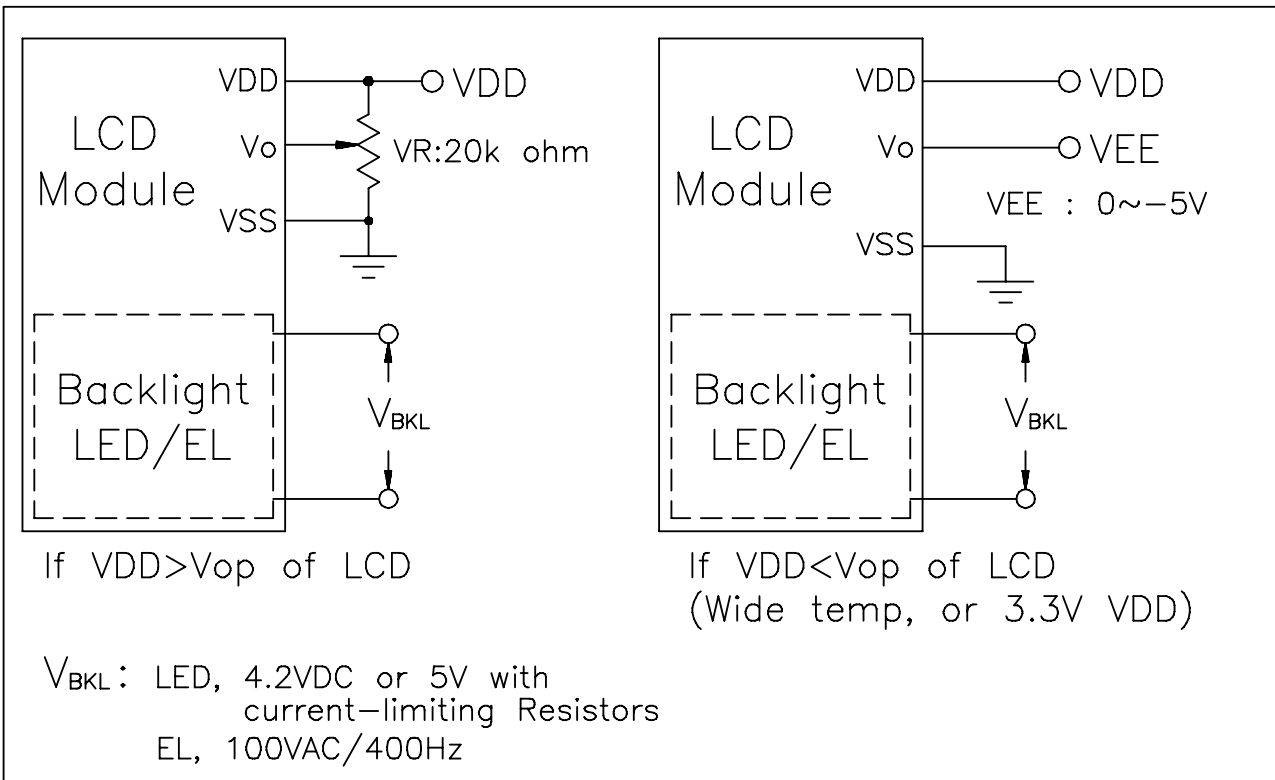 VDD
VDD
LCD
Module
Vo
VR:20k ohm
VSS
Backlight
LED/EL
VBKL
If VDD>Vop of LCD
VDD
VDD
LCD
Module
Vo
VEE
VEE : 0~-5V
VSS
Backlight
LED/EL
VBKL
If VDD<Vop of LCD
(Wide temp, or 3.3V VDD)
VBKL: LED, 4.2VDC or 5V with
current-limiting Resistors
EL, 100VAC/400Hz